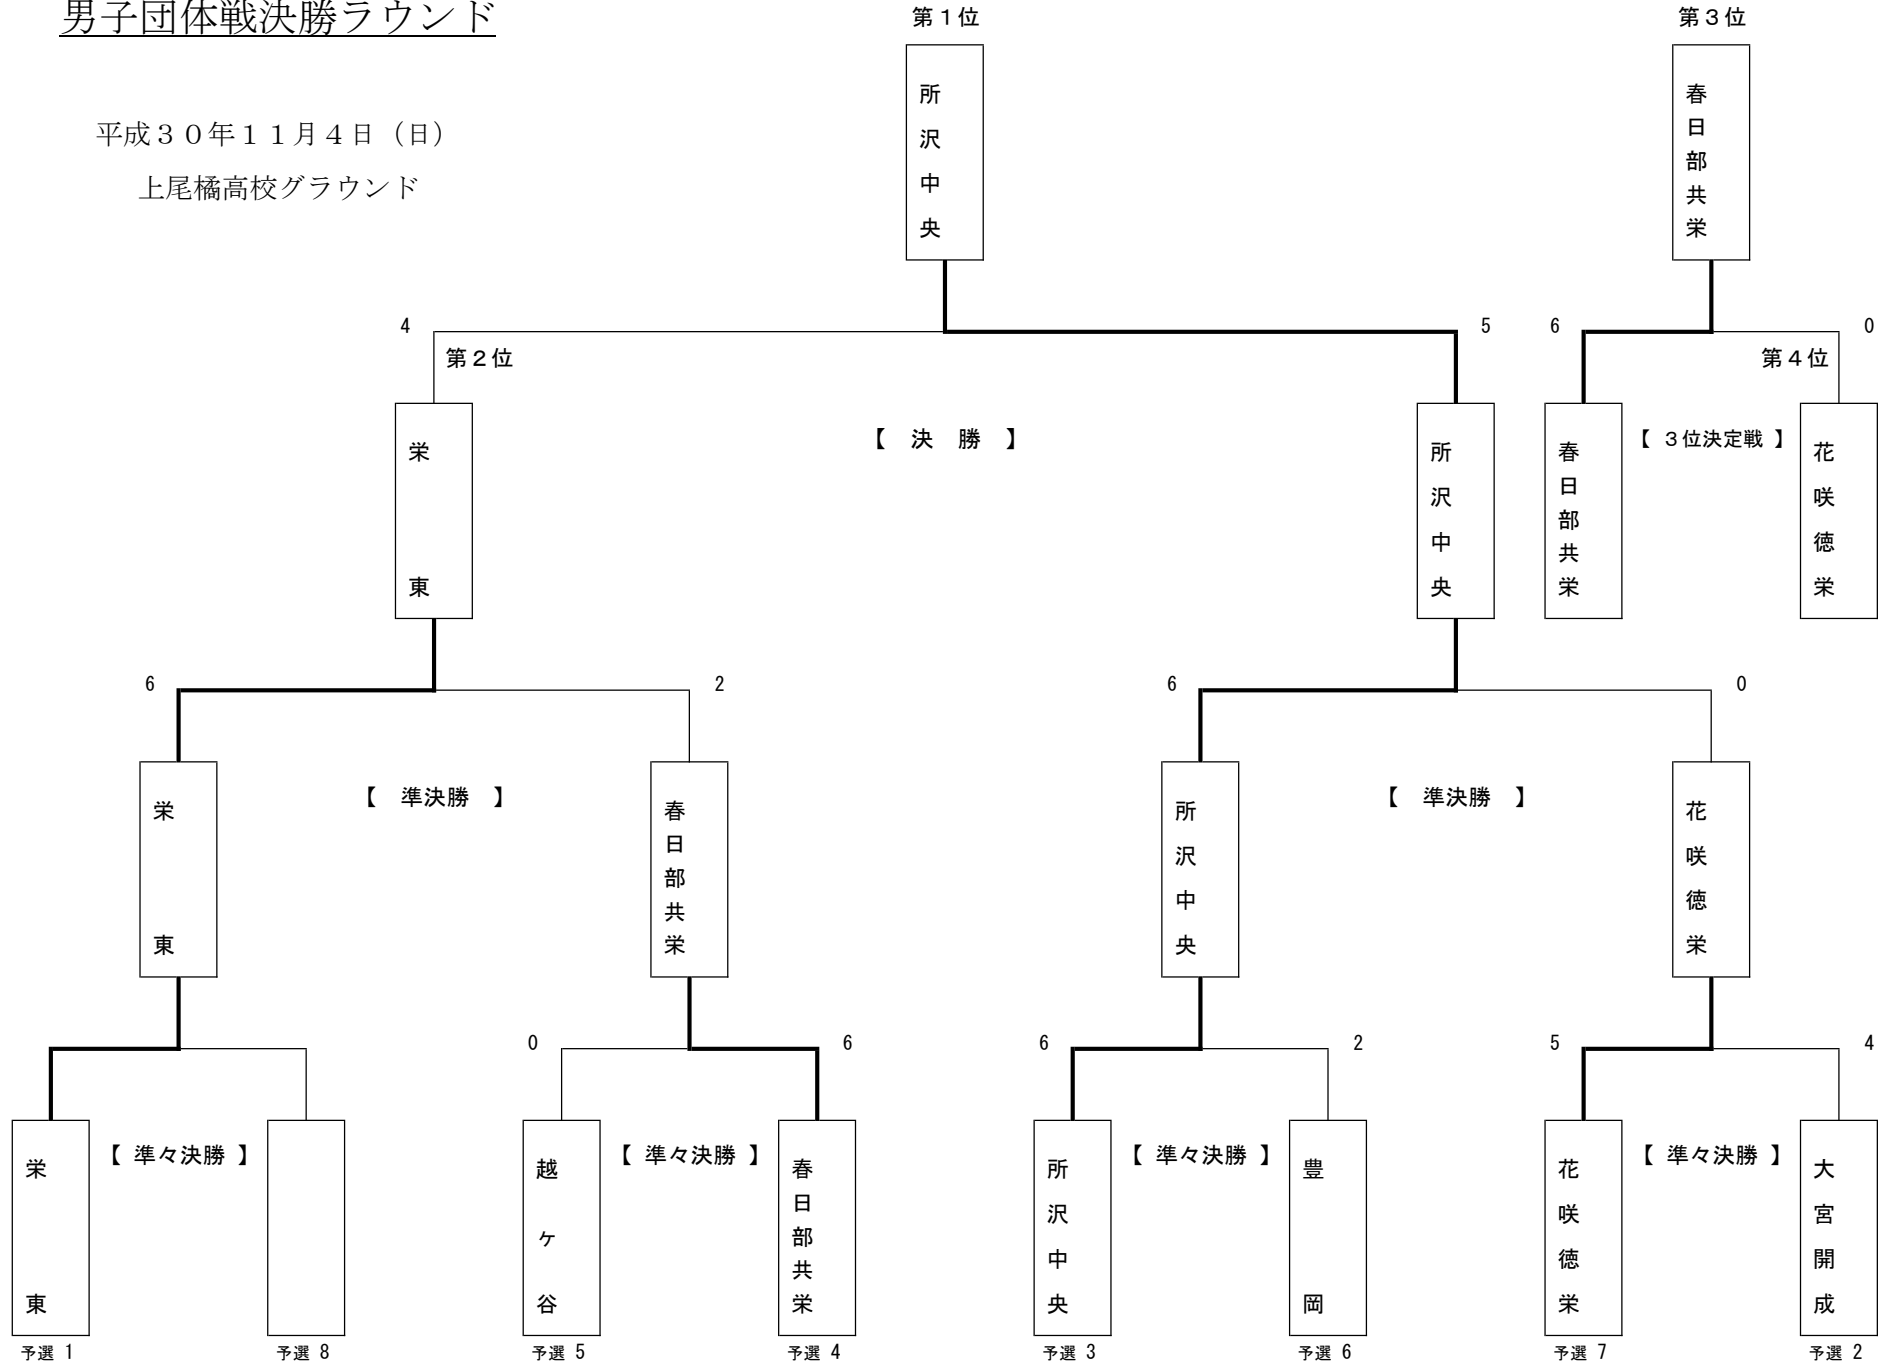 男子団体戦決勝ラウンド
平成３０年１１月４日（日）
上尾橘高校グラウンド
第１位
第３位
所沢中央
春日部共栄
4
5
6
0
第２位
第４位
栄東
【　決　勝　】
所沢中央
春日部共栄
【 ３位決定戦 】
花咲徳栄
6
2
6
0
栄東
【　準決勝　】
春日部共栄
所沢中央
【　準決勝　】
花咲徳栄
0
6
6
2
5
4
栄東
【 準々決勝 】
越ヶ谷
【 準々決勝 】
春日部共栄
所沢中央
【 準々決勝 】
豊岡
花咲徳栄
【 準々決勝 】
大宮開成
予選 1
予選 8
予選 5
予選 4
予選 3
予選 6
予選 7
予選 2